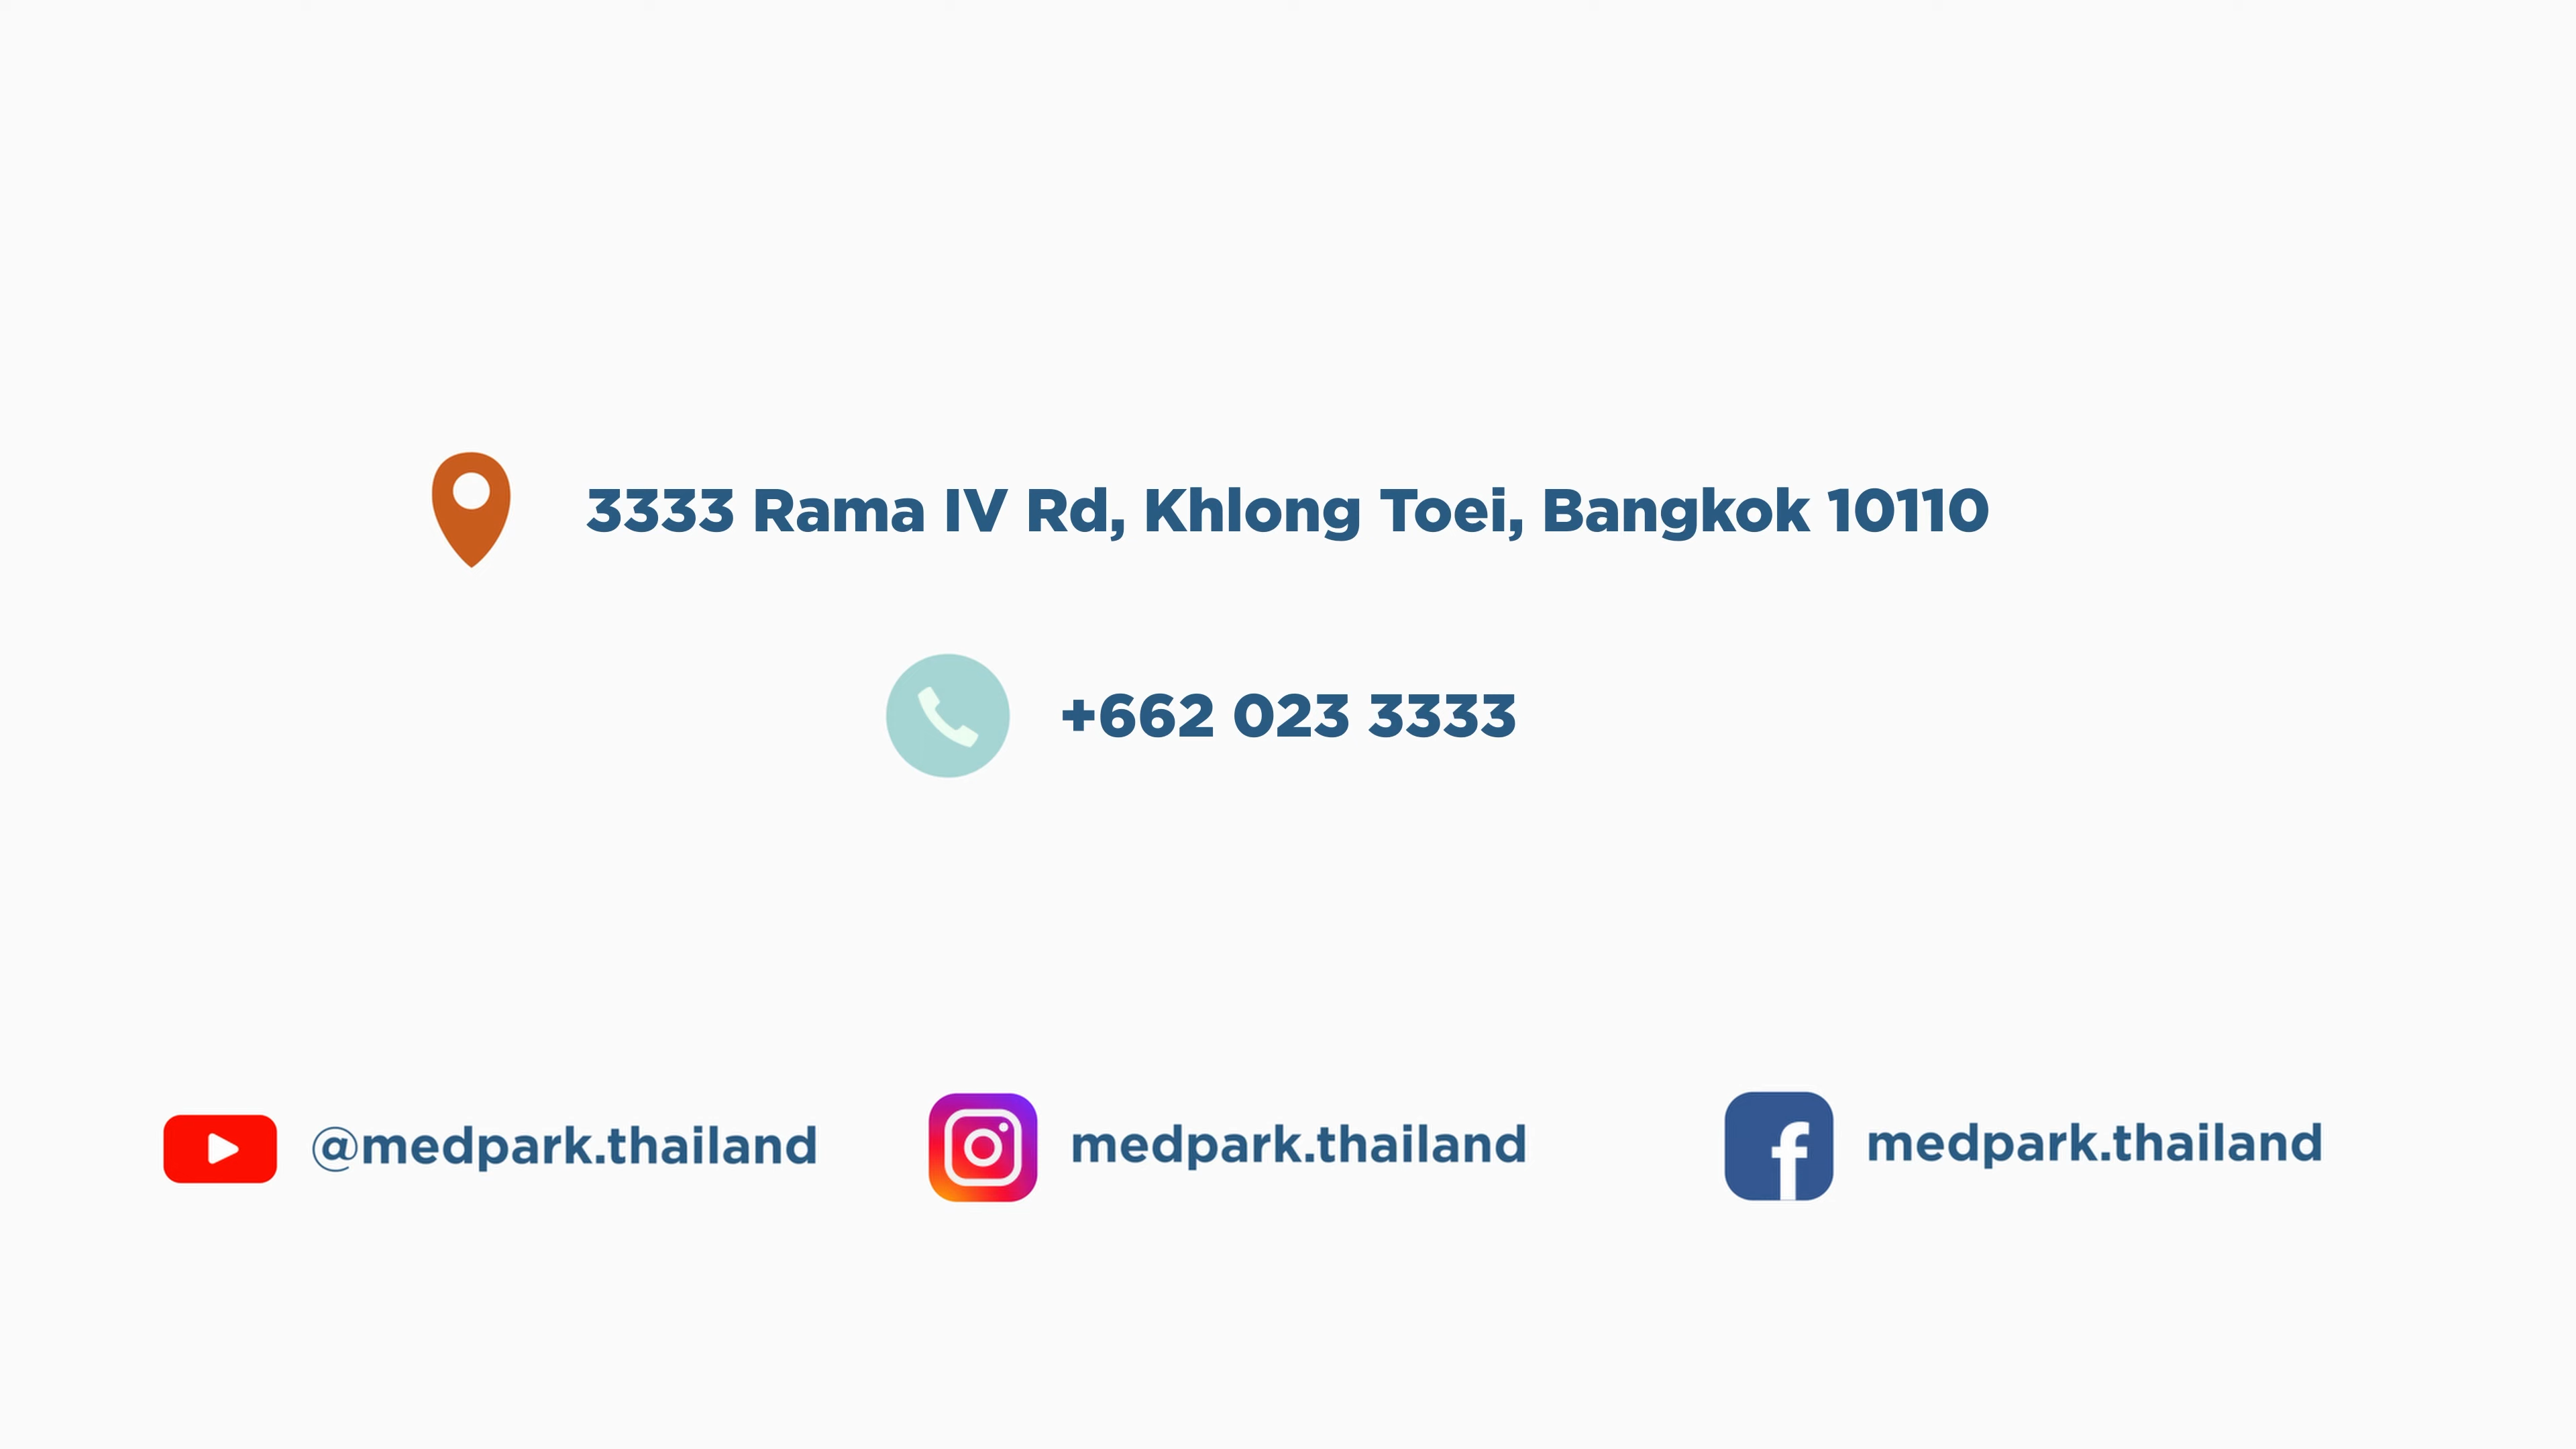 3333 Rama IV Rd, Khlong Toei, Bangkok 10110
+662 023 3333
@medpark.thailand
medpark.thailand
medpark.thailand